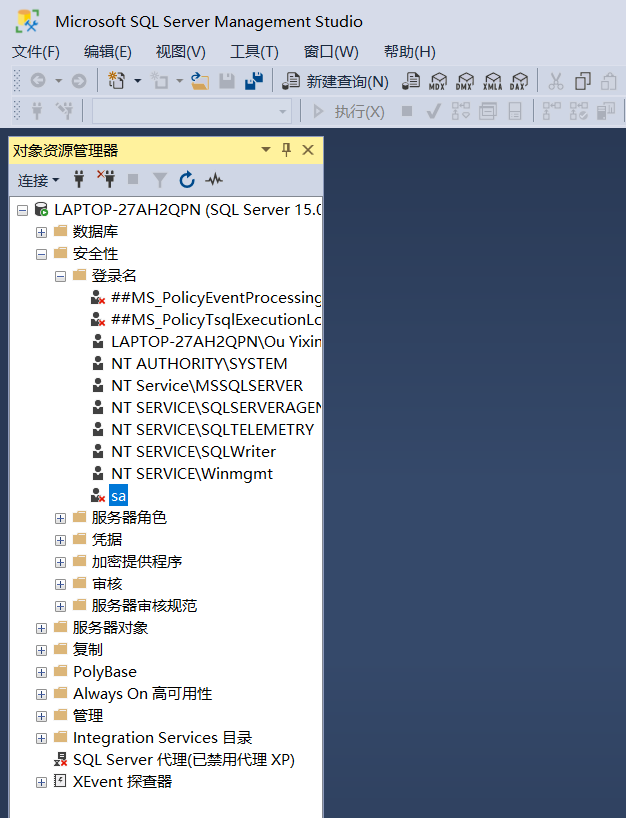 Microsoft SQL Server Management Studio
文件(F) 编辑(E) 视图(V) 工具(T) 窗口(W) 帮助(H)
新建查询(N) MDX DMX XMLA DAX
执行(X)
对象资源管理器
连接
LAPTOP-27AH2QPN (SQL Server 15.0
数据库
安全性
登录名
##MS_PolicyEventProcessing
##MS_PolicyTsqlExecutionLo
LAPTOP-27AH2QPN\Ou Yixin
NT AUTHORITY\SYSTEM
NT Service\MSSQLSERVER
NT SERVICE\SQLSERVERAGEN
NT SERVICE\SQLTELEMETRY
NT SERVICE\SQLWriter
NT SERVICE\Winmgmt
sa
服务器角色
凭据
加密提供程序
审核
服务器审核规范
服务器对象
复制
PolyBase
Always On 高可用性
管理
Integration Services 目录
SQL Server 代理(已禁用代理 XP)
XEvent 探查器